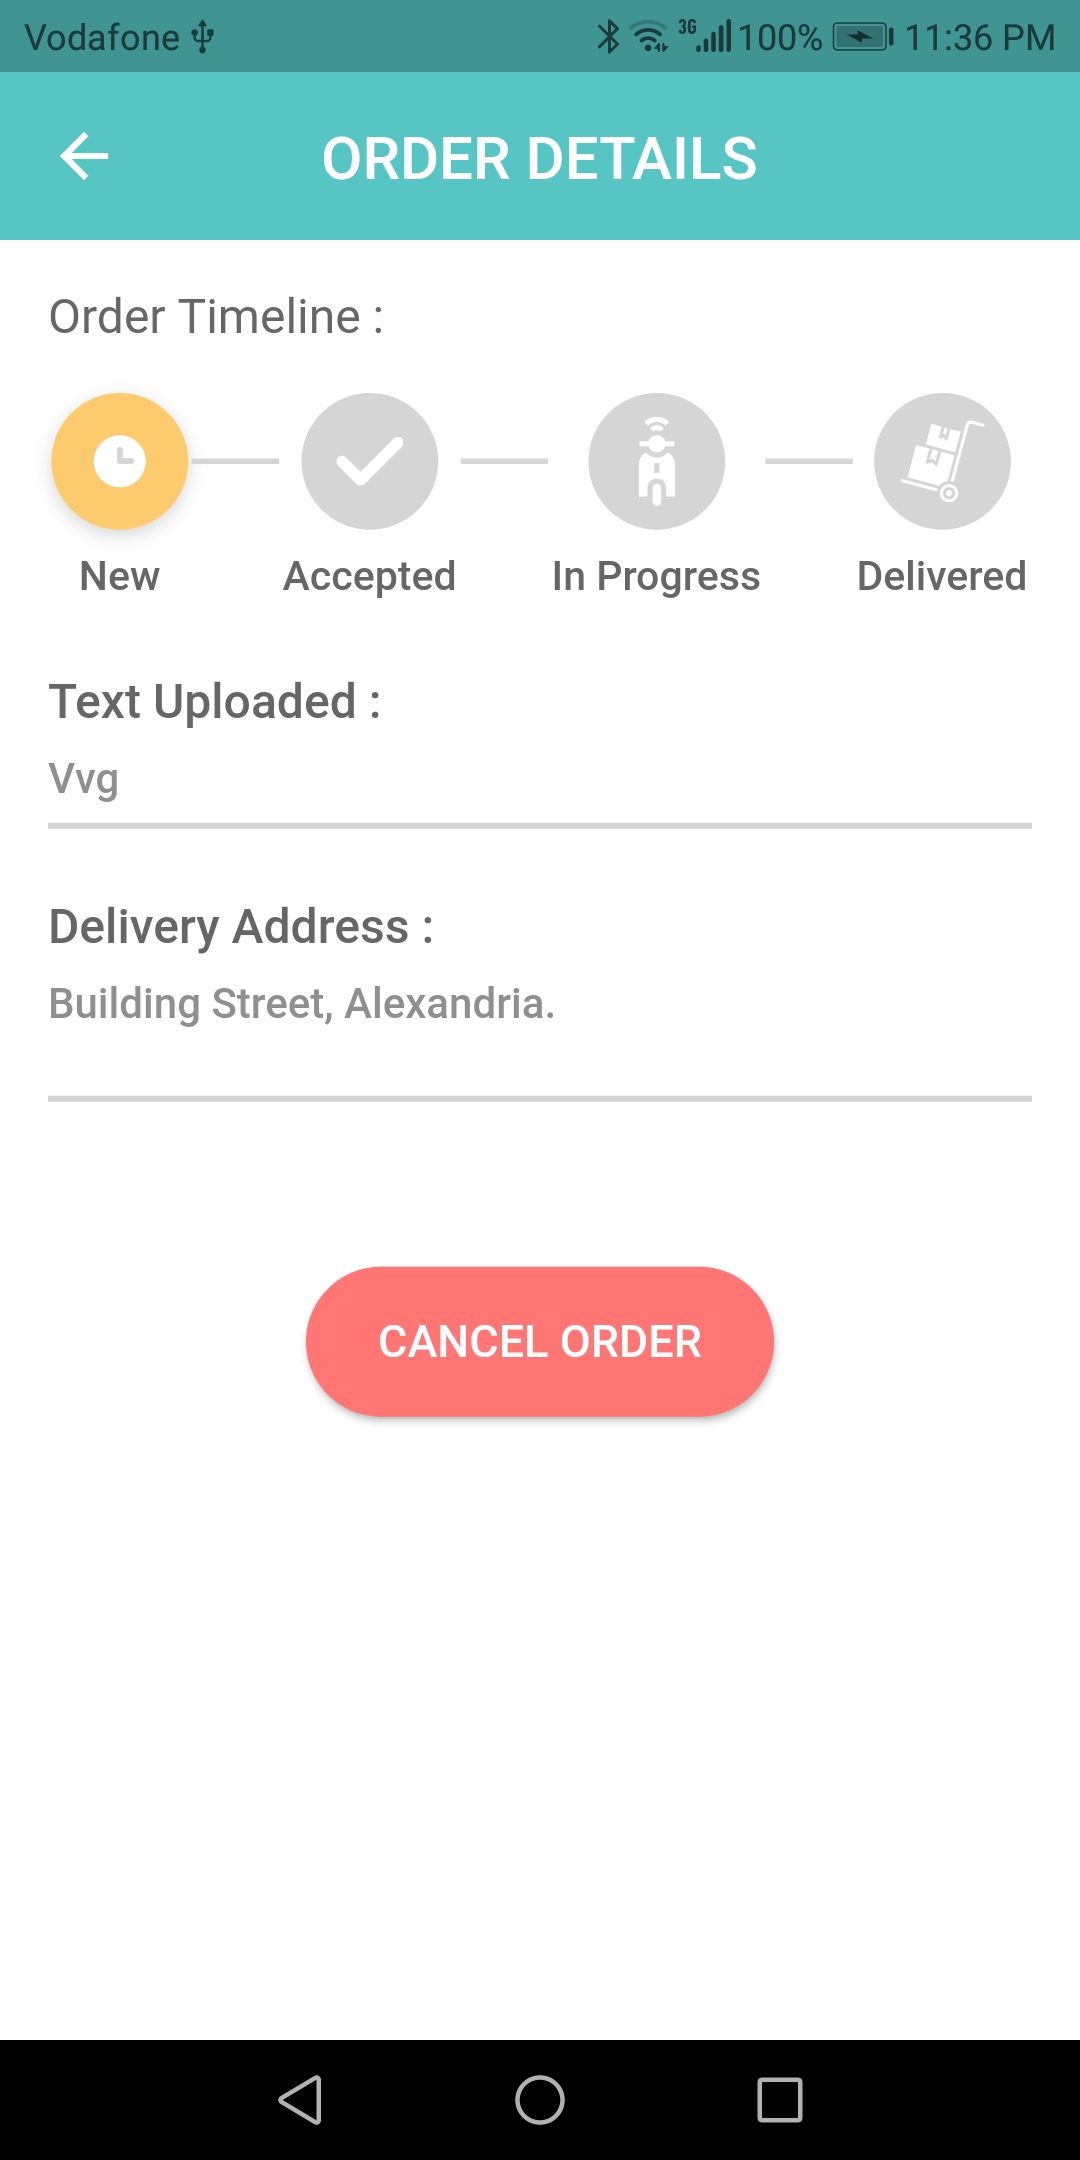 Vodafone 3G 100% 11:36 PM
ORDER DETAILS
Order Timeline :
New Accepted In Progress Delivered
Text Uploaded :
Vvg
Delivery Address :
Building Street, Alexandria.
CANCEL ORDER